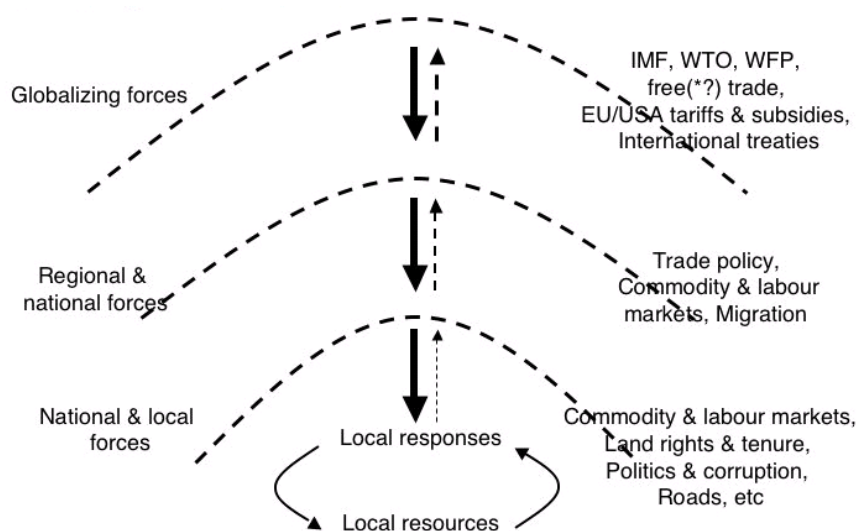 Globalizing forces
IMF, WTO, WFP,
free(*?) trade,
EU/USA tariffs & subsidies,
International treaties
Regional &
national forces
Trade policy,
Commodity & labour
markets, Migration
National & local
forces
Commodity & labour markets,
Land rights & tenure,
Politics & corruption,
Roads, etc
Local responses
Local resources